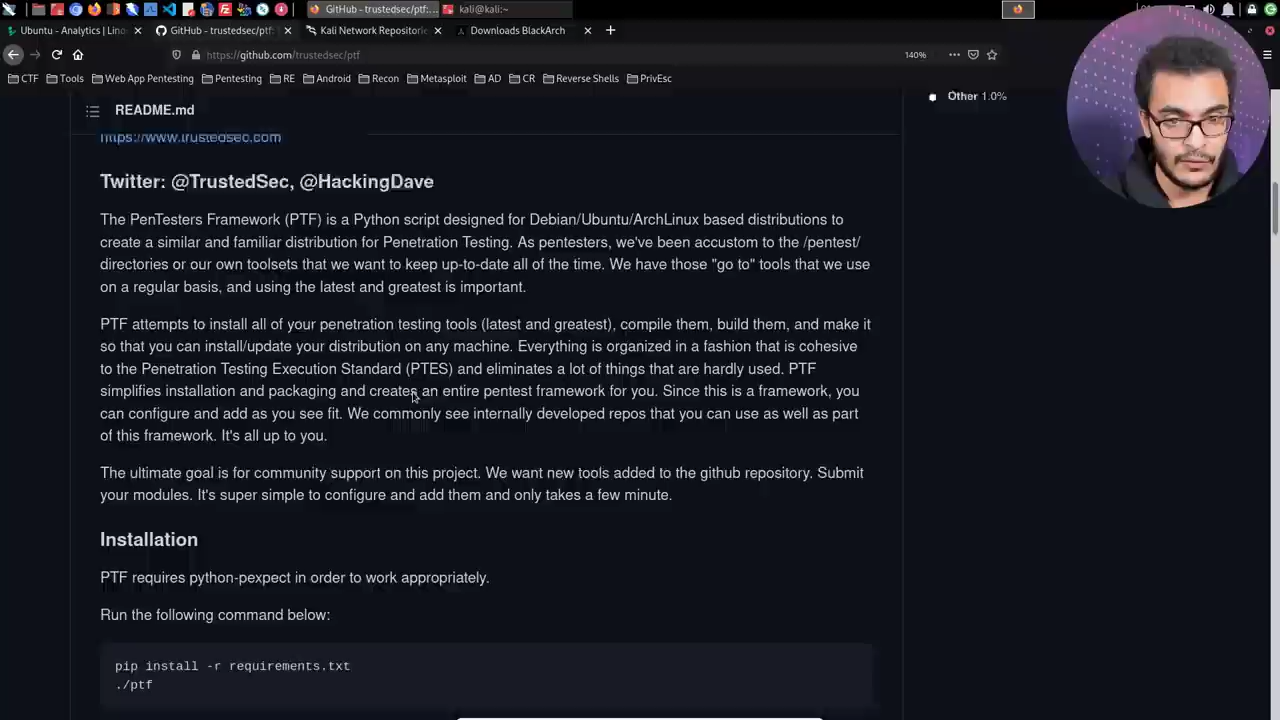 GitHub - trustedsec/ptf: ...
kali@kali:~
Ubuntu - Analytics | Lino
GitHub - trustedsec/ptf:
Kali Network Repositorie
Downloads BlackArch
https://github.com/trustedsec/ptf
140%
CTF Tools Web App Pentesting Pentesting RE Android Recon Metasploit AD CR Reverse Shells PrivEsc
README.md
Other 1.0%
https://www.trustedsec.com
Twitter: @TrustedSec, @HackingDave
The PenTesters Framework (PTF) is a Python script designed for Debian/Ubuntu/ArchLinux based distributions to
create a similar and familiar distribution for Penetration Testing. As pentesters, we've been accustom to the /pentest/
directories or our own toolsets that we want to keep up-to-date all of the time. We have those "go to" tools that we use
on a regular basis, and using the latest and greatest is important.
PTF attempts to install all of your penetration testing tools (latest and greatest), compile them, build them, and make it
so that you can install/update your distribution on any machine. Everything is organized in a fashion that is cohesive
to the Penetration Testing Execution Standard (PTES) and eliminates a lot of things that are hardly used. PTF
simplifies installation and packaging and creates an entire pentest framework for you. Since this is a framework, you
can configure and add as you see fit. We commonly see internally developed repos that you can use as well as part
of this framework. It's all up to you.
The ultimate goal is for community support on this project. We want new tools added to the github repository. Submit
your modules. It's super simple to configure and add them and only takes a few minute.
Installation
PTF requires python-pexpect in order to work appropriately.
Run the following command below:
pip install -r requirements.txt
./ptf